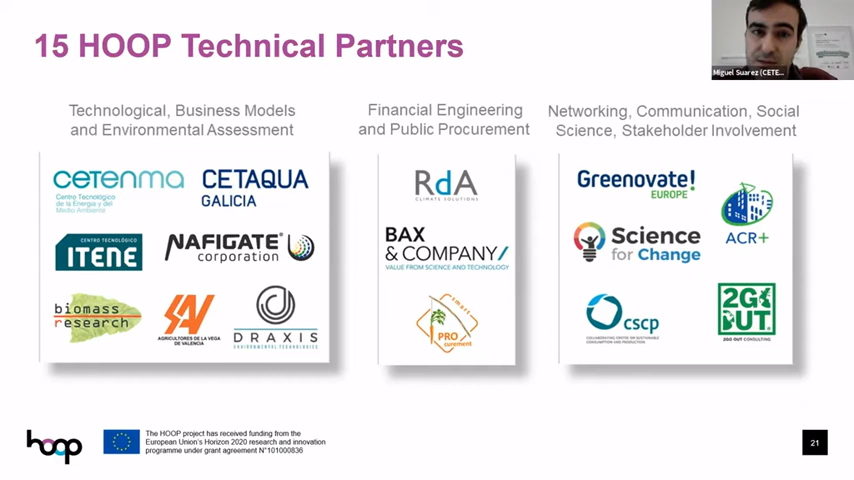 15 HOOP Technical Partners
Miguel Suarez (CETE...
Technological, Business Models
and Environmental Assessment
Financial Engineering
and Public Procurement
Networking, Communication, Social
Science, Stakeholder Involvement
cetenma
Centro Tecnológico
de la Energía y del
Medio Ambiente
CETAQUA
GALICIA
CENTRO TECNOLÓGICO
ITENE
NAFIGATE®
corporation
biomass
research
SAV
AGRICULTORES DE LA VEGA
DE VALENCIA
DRAXIS
ENVIRONMENTAL TECHNOLOGIES
RdA
CLIMATE SOLUTIONS
BAX
& COMPANY/
VALUE FROM SCIENCE AND TECHNOLOGY
smart
PRO
curement
Greenovate!
EUROPE
ACR+
Science
for Change
cscp
COLLABORATING CENTRE ON SUSTAINABLE
CONSUMPTION AND PRODUCTION
2GO
OUT
2GO OUT CONSULTING
hoop
The HOOP project has received funding from the
European Union's Horizon 2020 research and innovation
programme under grant agreement N°101000836
21